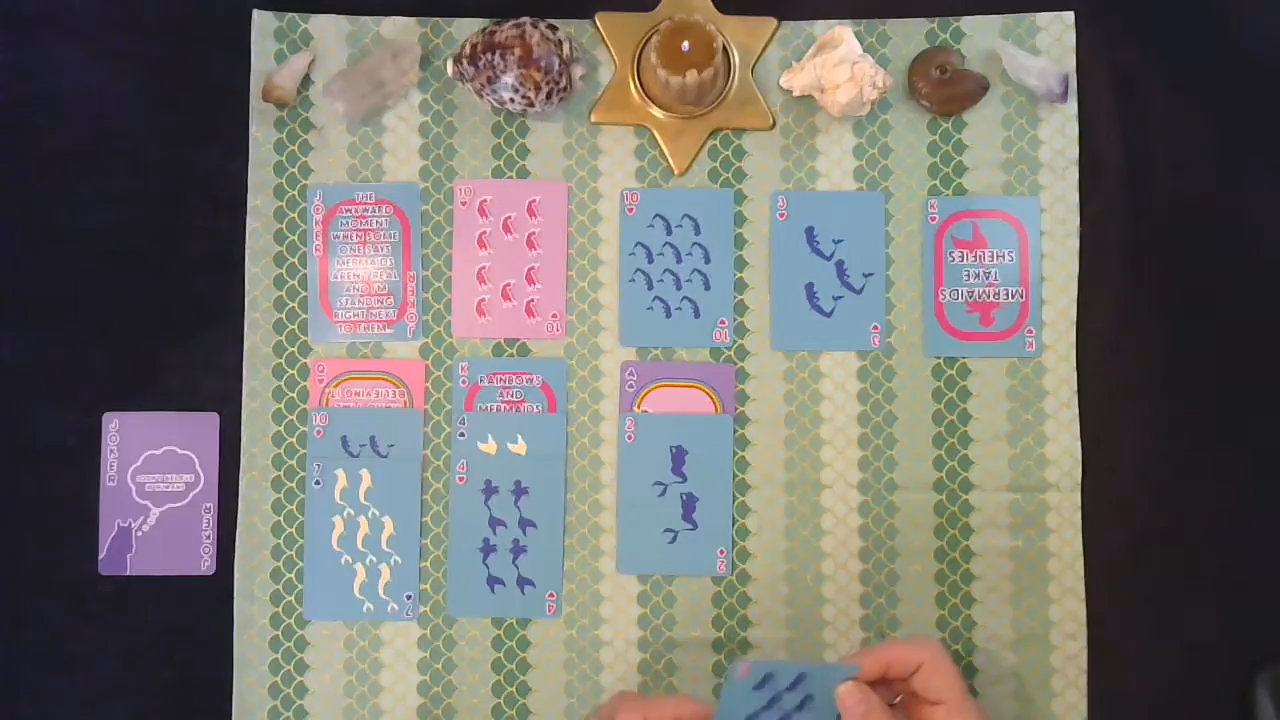 JOKER
THE
AWKWARD
MOMENT
WHEN SOME
ONE SAYS
MERMAIDS
AREN'T REAL
AND I'M
STANDING
RIGHT NEXT
TO THEM...
JOKER
10
10
10
10
3
3
K
MERMAIDS
TAKE
SHELFIES
K
Q
BELIEVING IT
K
RAINBOWS
AND
MERMAIDS
A
10
4
2
2
7
7
4
4
JOKER
JOKER